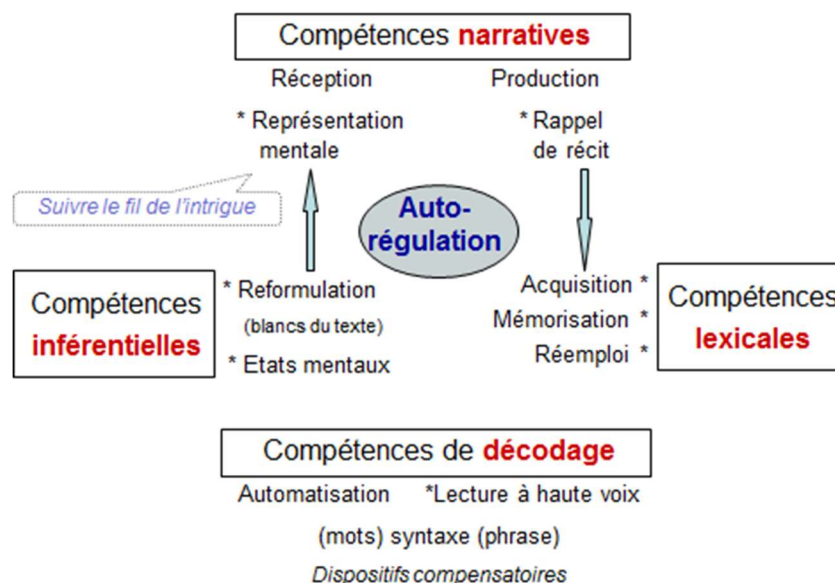 Compétences narratives
Réception
Production
* Représentation
mentale
* Rappel
de récit
Suivre le fil de l'intrigue
Auto-
régulation
Compétences
inférentielles
* Reformulation
(blancs du texte)
* Etats mentaux
Acquisition *
Mémorisation *
Réemploi *
Compétences
lexicales
Compétences de décodage
Automatisation *Lecture à haute voix
(mots) syntaxe (phrase)
Dispositifs compensatoires